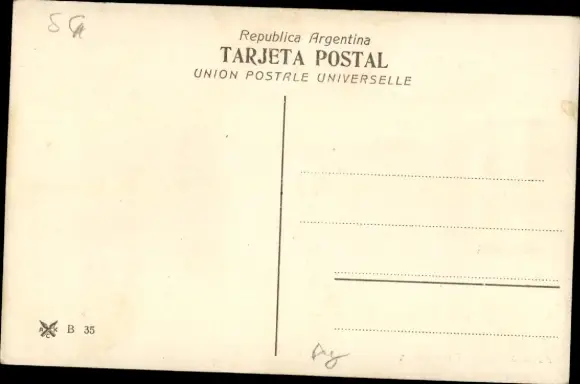 Republica Argentina
TARJETA POSTAL
UNION POSTALE UNIVERSELLE
B 35